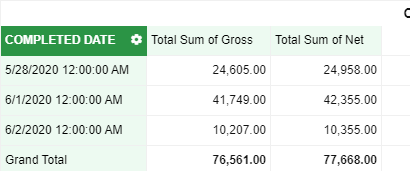 COMPLETED DATE Total Sum of Gross Total Sum of Net
5/28/2020 12:00:00 AM 24,605.00 24,958.00
6/1/2020 12:00:00 AM 41,749.00 42,355.00
6/2/2020 12:00:00 AM 10,207.00 10,355.00
Grand Total 76,561.00 77,668.00